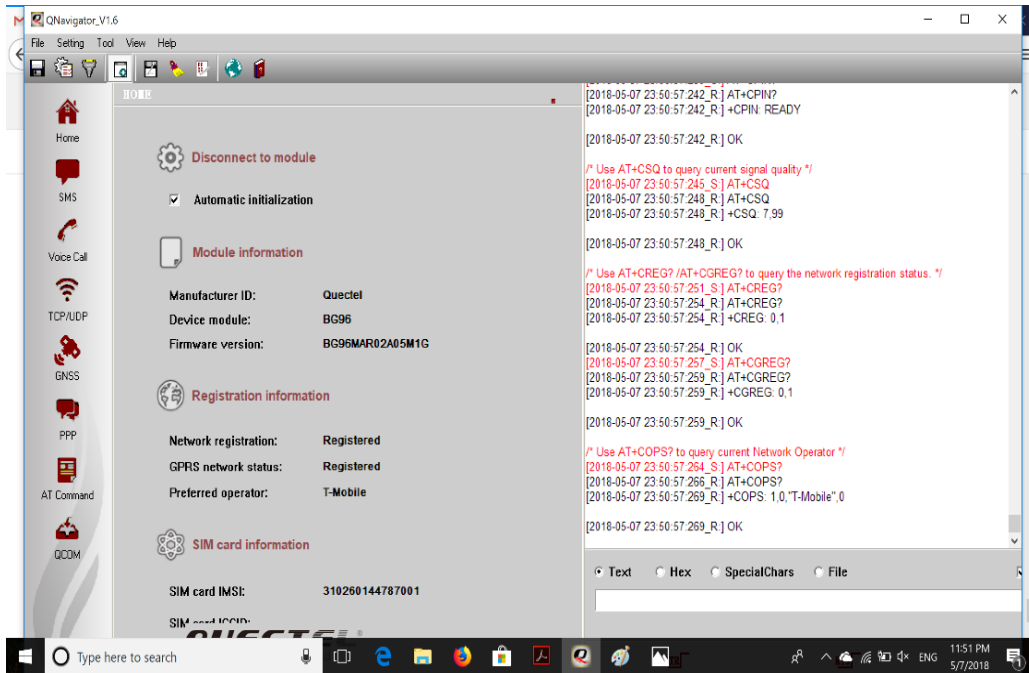 QNavigator_V1.6
File Setting Tool View Help
HOME
Home
SMS
Voice Call
TCP/UDP
GNSS
PPP
AT Command
QCOM
Disconnect to module
Automatic initialization
Module information
Manufacturer ID: Quectel
Device module: BG96
Firmware version: BG96MAR02A05M1G
Registration information
Network registration: Registered
GPRS network status: Registered
Preferred operator: T-Mobile
SIM card information
SIM card IMSI: 310260144787001
SIM card ICCID:
QUECTEL
[2018-05-07 23:50:57:242_R:] AT+CPIN?
[2018-05-07 23:50:57:242_R:] +CPIN: READY
[2018-05-07 23:50:57:242_R:] OK
/* Use AT+CSQ to query current signal quality */
[2018-05-07 23:50:57:245_S:] AT+CSQ
[2018-05-07 23:50:57:248_R:] AT+CSQ
[2018-05-07 23:50:57:248_R:] +CSQ: 7,99
[2018-05-07 23:50:57:248_R:] OK
/* Use AT+CREG? /AT+CGREG? to query the network registration status. */
[2018-05-07 23:50:57:251_S:] AT+CREG?
[2018-05-07 23:50:57:254_R:] AT+CREG?
[2018-05-07 23:50:57:254_R:] +CREG: 0,1
[2018-05-07 23:50:57:254_R:] OK
[2018-05-07 23:50:57:257_S:] AT+CGREG?
[2018-05-07 23:50:57:259_R:] AT+CGREG?
[2018-05-07 23:50:57:259_R:] +CGREG: 0,1
[2018-05-07 23:50:57:259_R:] OK
/* Use AT+COPS? to query current Network Operator */
[2018-05-07 23:50:57:264_S:] AT+COPS?
[2018-05-07 23:50:57:266_R:] AT+COPS?
[2018-05-07 23:50:57:269_R:] +COPS: 1,0,"T-Mobile",0
[2018-05-07 23:50:57:269_R:] OK
Text Hex SpecialChars File
Type here to search
ENG
11:51 PM
5/7/2018